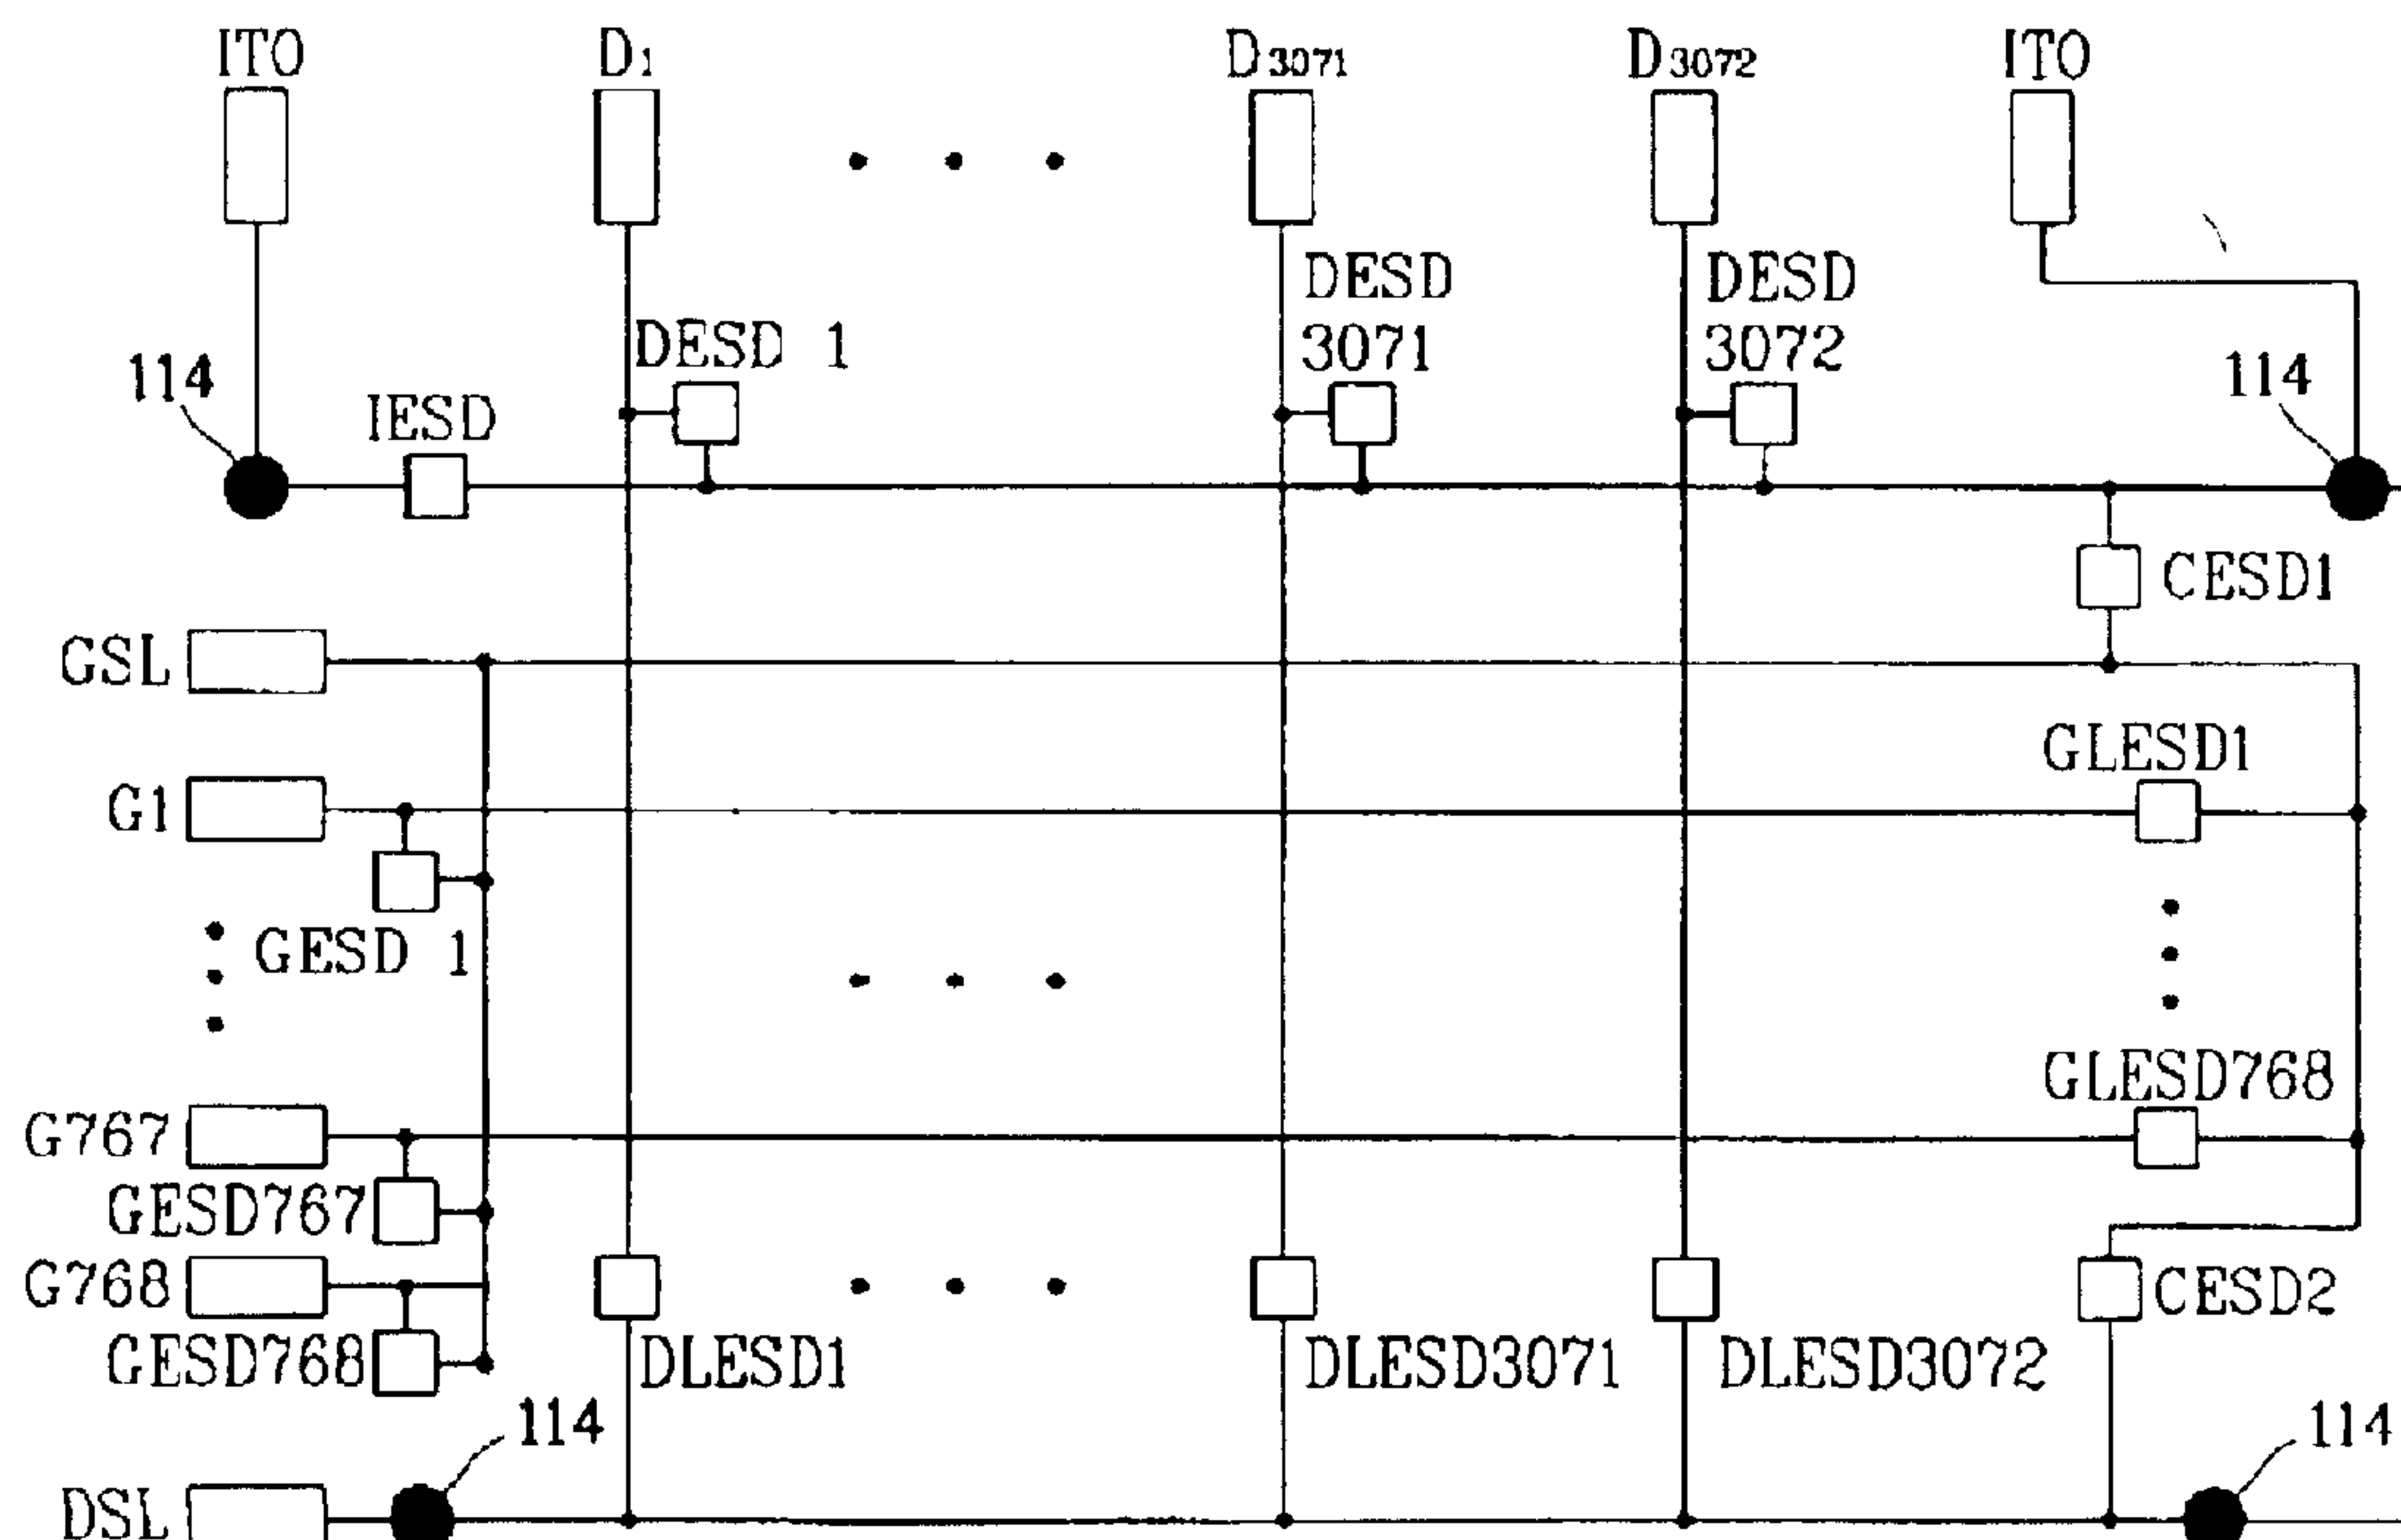 ITO
D1
D3071
D3072
ITO
DESD
3071
DESD
3072
DESD 1
114
IESD
114
CESD1
GSL
GLESD1
G1
GESD 1
GLESD768
G767
GESD767
G768
CESD2
GESD768
DLESD1
DLESD3071
DLESD3072
114
114
DSL